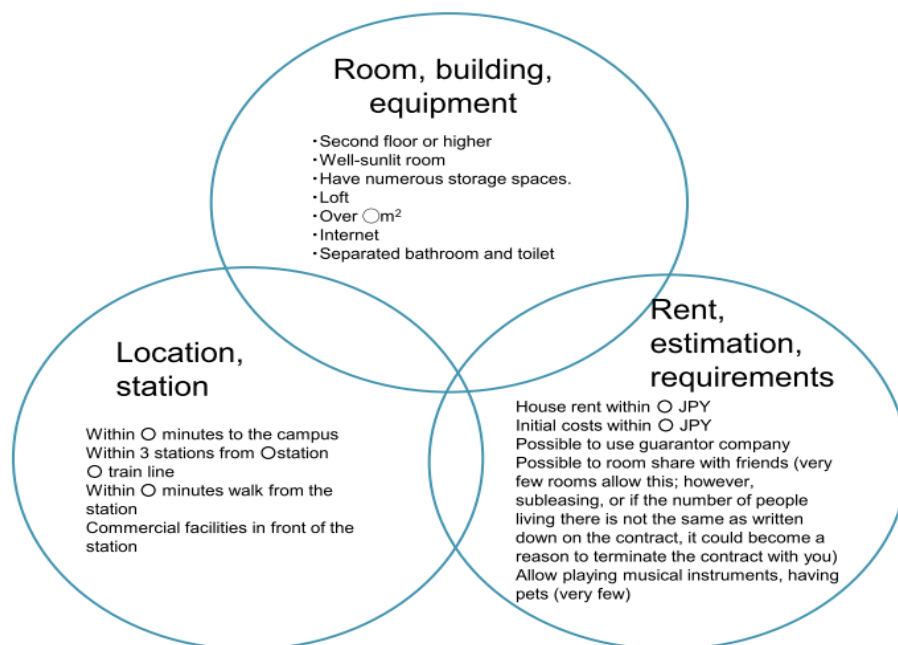 Room, building,
equipment
・Second floor or higher
・Well-sunlit room
・Have numerous storage spaces.
・Loft
・Over ○m²
・Internet
・Separated bathroom and toilet
Location,
station
Within ○ minutes to the campus
Within 3 stations from ○station
○ train line
Within ○ minutes walk from the
station
Commercial facilities in front of the
station
Rent,
estimation,
requirements
House rent within ○ JPY
Initial costs within ○ JPY
Possible to use guarantor company
Possible to room share with friends (very
few rooms allow this; however,
subleasing, or if the number of people
living there is not the same as written
down on the contract, it could become a
reason to terminate the contract with you)
Allow playing musical instruments, having
pets (very few)